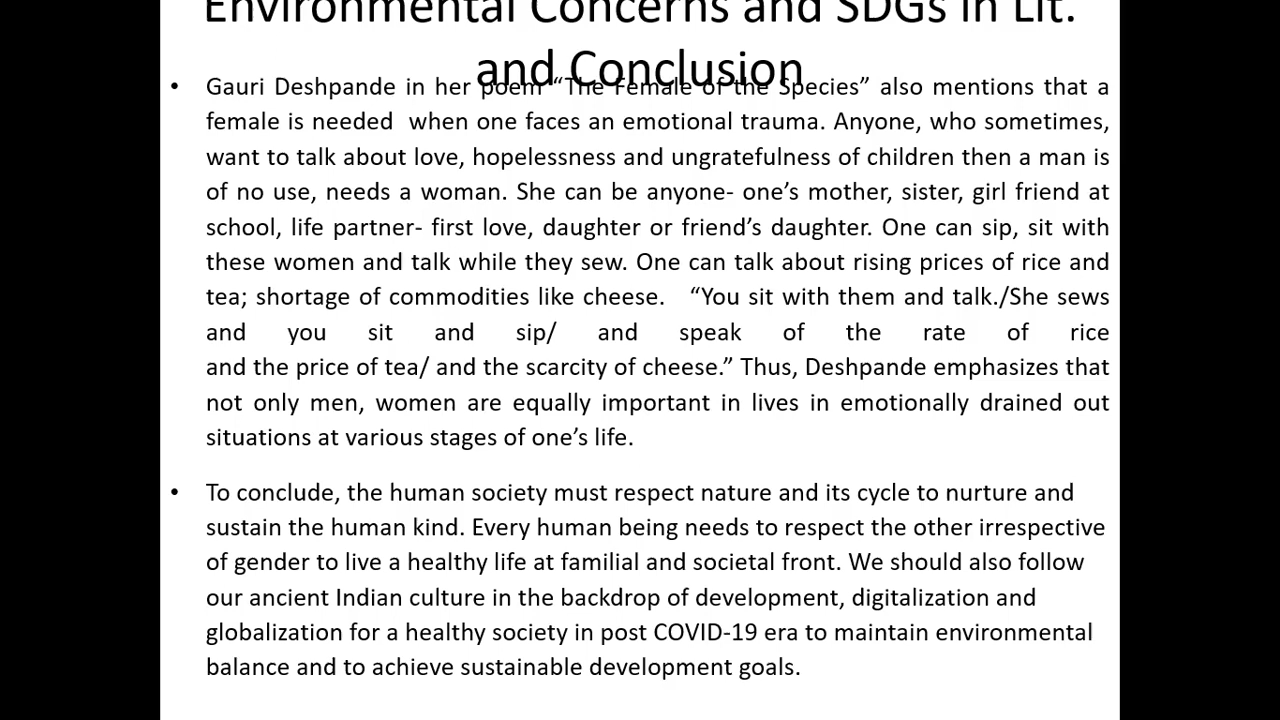 Environmental Concerns and SDGs in Lit.
and Conclusion
• Gauri Deshpande in her poem “The Female of the Species” also mentions that a
female is needed when one faces an emotional trauma. Anyone, who sometimes,
want to talk about love, hopelessness and ungratefulness of children then a man is
of no use, needs a woman. She can be anyone- one’s mother, sister, girl friend at
school, life partner- first love, daughter or friend’s daughter. One can sip, sit with
these women and talk while they sew. One can talk about rising prices of rice and
tea; shortage of commodities like cheese. “You sit with them and talk./She sews
and you sit and sip/ and speak of the rate of rice
and the price of tea/ and the scarcity of cheese.” Thus, Deshpande emphasizes that
not only men, women are equally important in lives in emotionally drained out
situations at various stages of one’s life.
• To conclude, the human society must respect nature and its cycle to nurture and
sustain the human kind. Every human being needs to respect the other irrespective
of gender to live a healthy life at familial and societal front. We should also follow
our ancient Indian culture in the backdrop of development, digitalization and
globalization for a healthy society in post COVID-19 era to maintain environmental
balance and to achieve sustainable development goals.